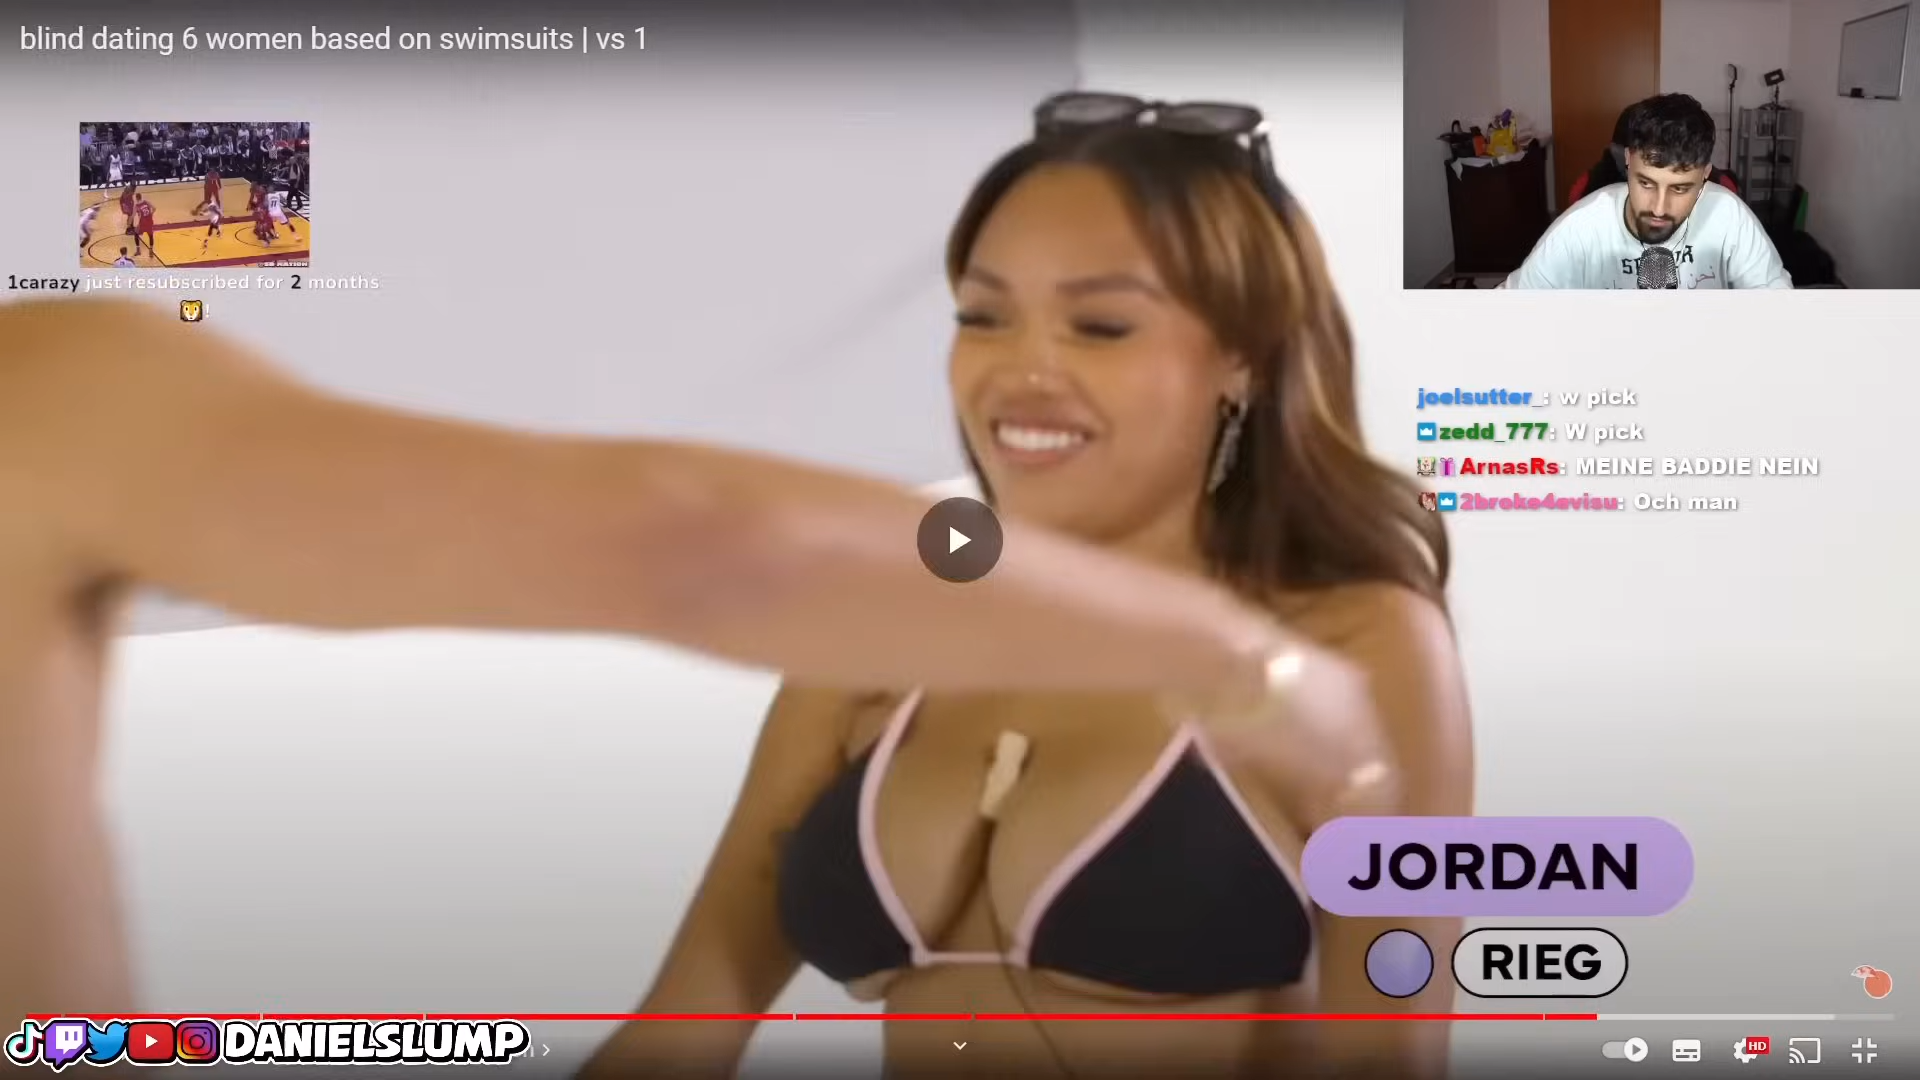 blind dating 6 women based on swimsuits | vs 1
1carazy just resubscribed for 2 months
!
joelsutter_: w pick
zedd_777: W pick
ArnasRs: MEINE BADDIE NEIN
2broke4evisu: Och man
JORDAN
RIEG
HD
DANIELSLUMP